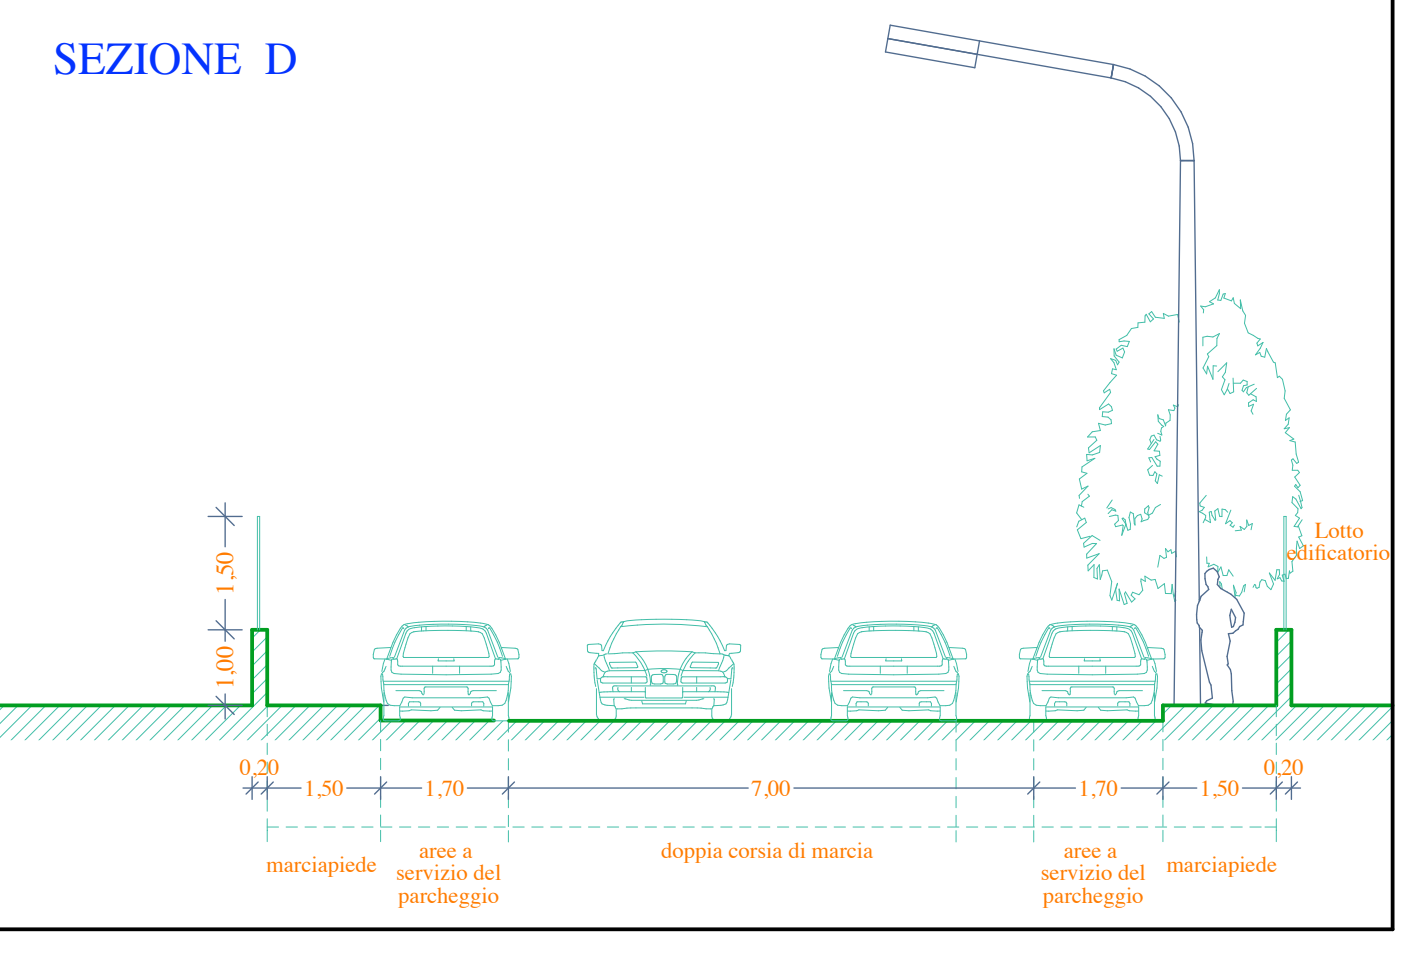 SEZIONE D
Lotto
edificatorio
1,50
1,00
0,20
1,50
1,70
7,00
1,70
1,50
0,20
marciapiede
aree a
servizio del
parcheggio
doppia corsia di marcia
aree a
servizio del
parcheggio
marciapiede